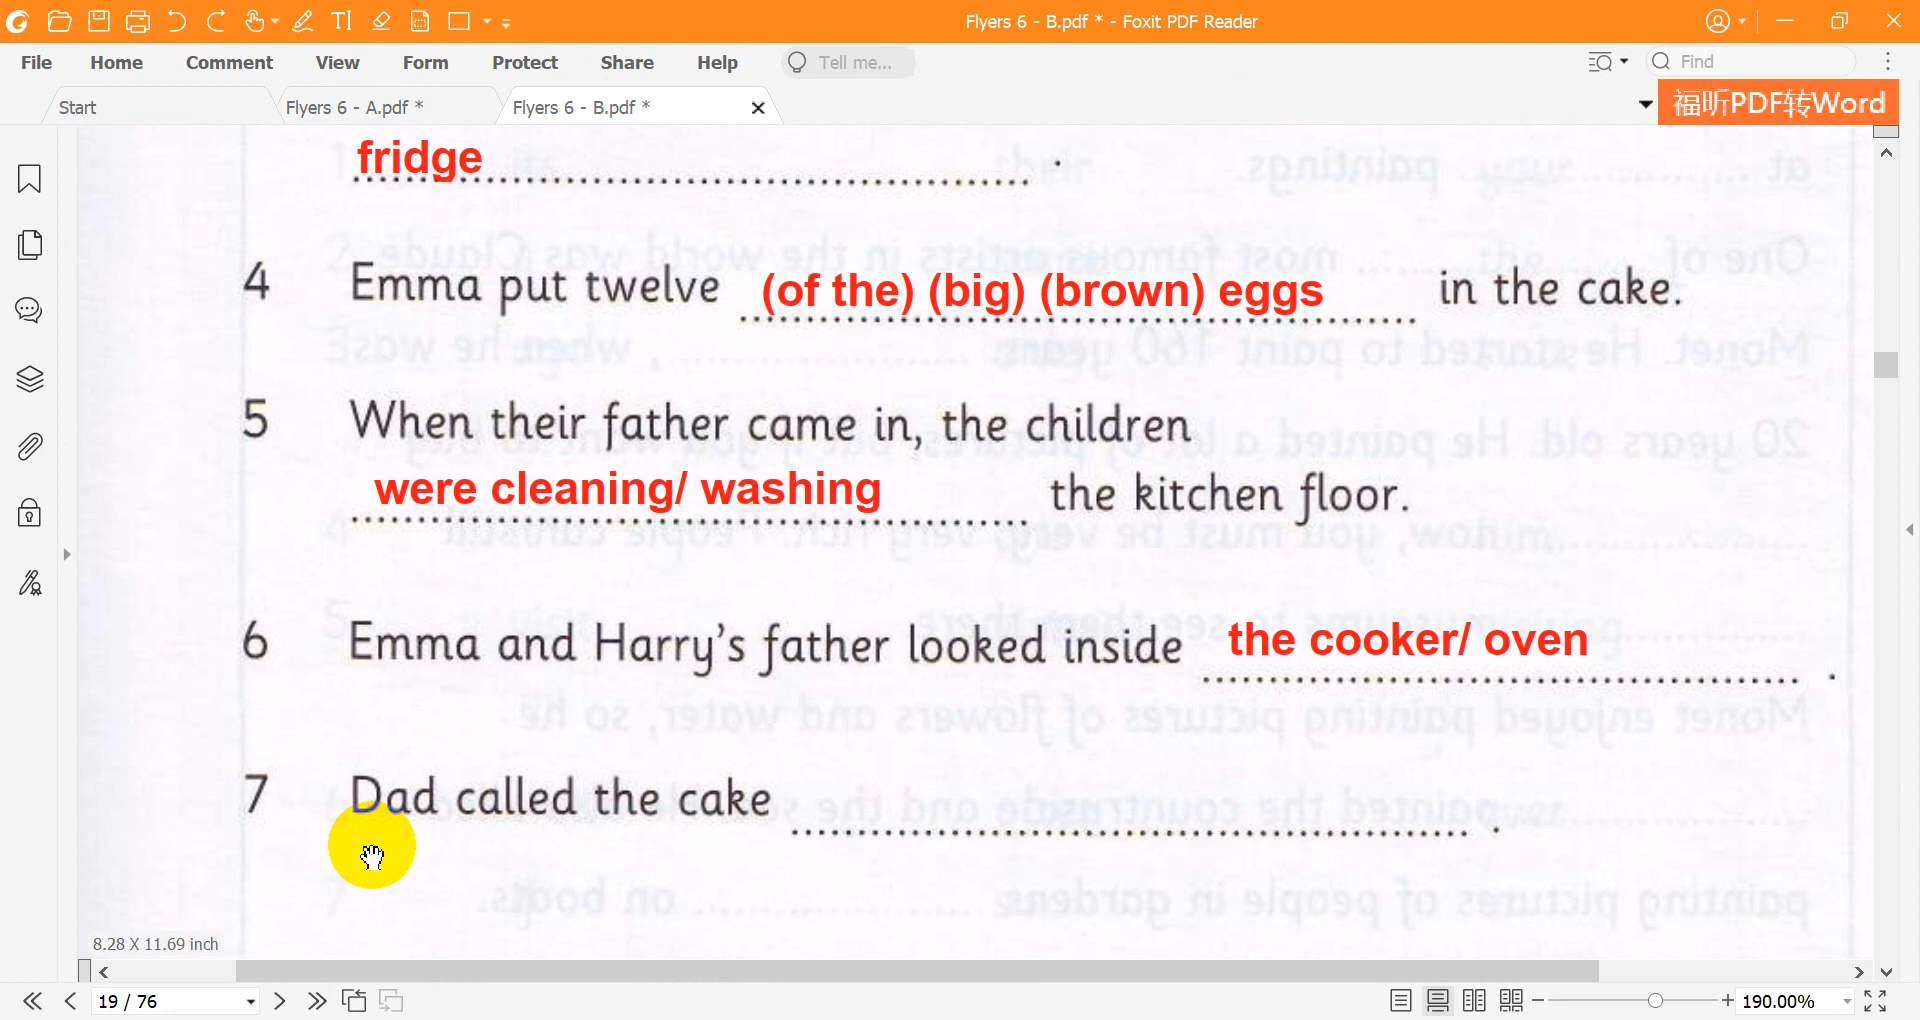 Flyers 6 - B.pdf * - Foxit PDF Reader
File Home Comment View Form Protect Share Help Tell me... Find
Start Flyers 6 - A.pdf * Flyers 6 - B.pdf * 福昕PDF转Word
fridge .
4 Emma put twelve (of the) (big) (brown) eggs in the cake.
5 When their father came in, the children
were cleaning/ washing the kitchen floor.
6 Emma and Harry's father looked inside the cooker/ oven .
7 Dad called the cake .
8.28 X 11.69 inch
19 / 76 190.00%